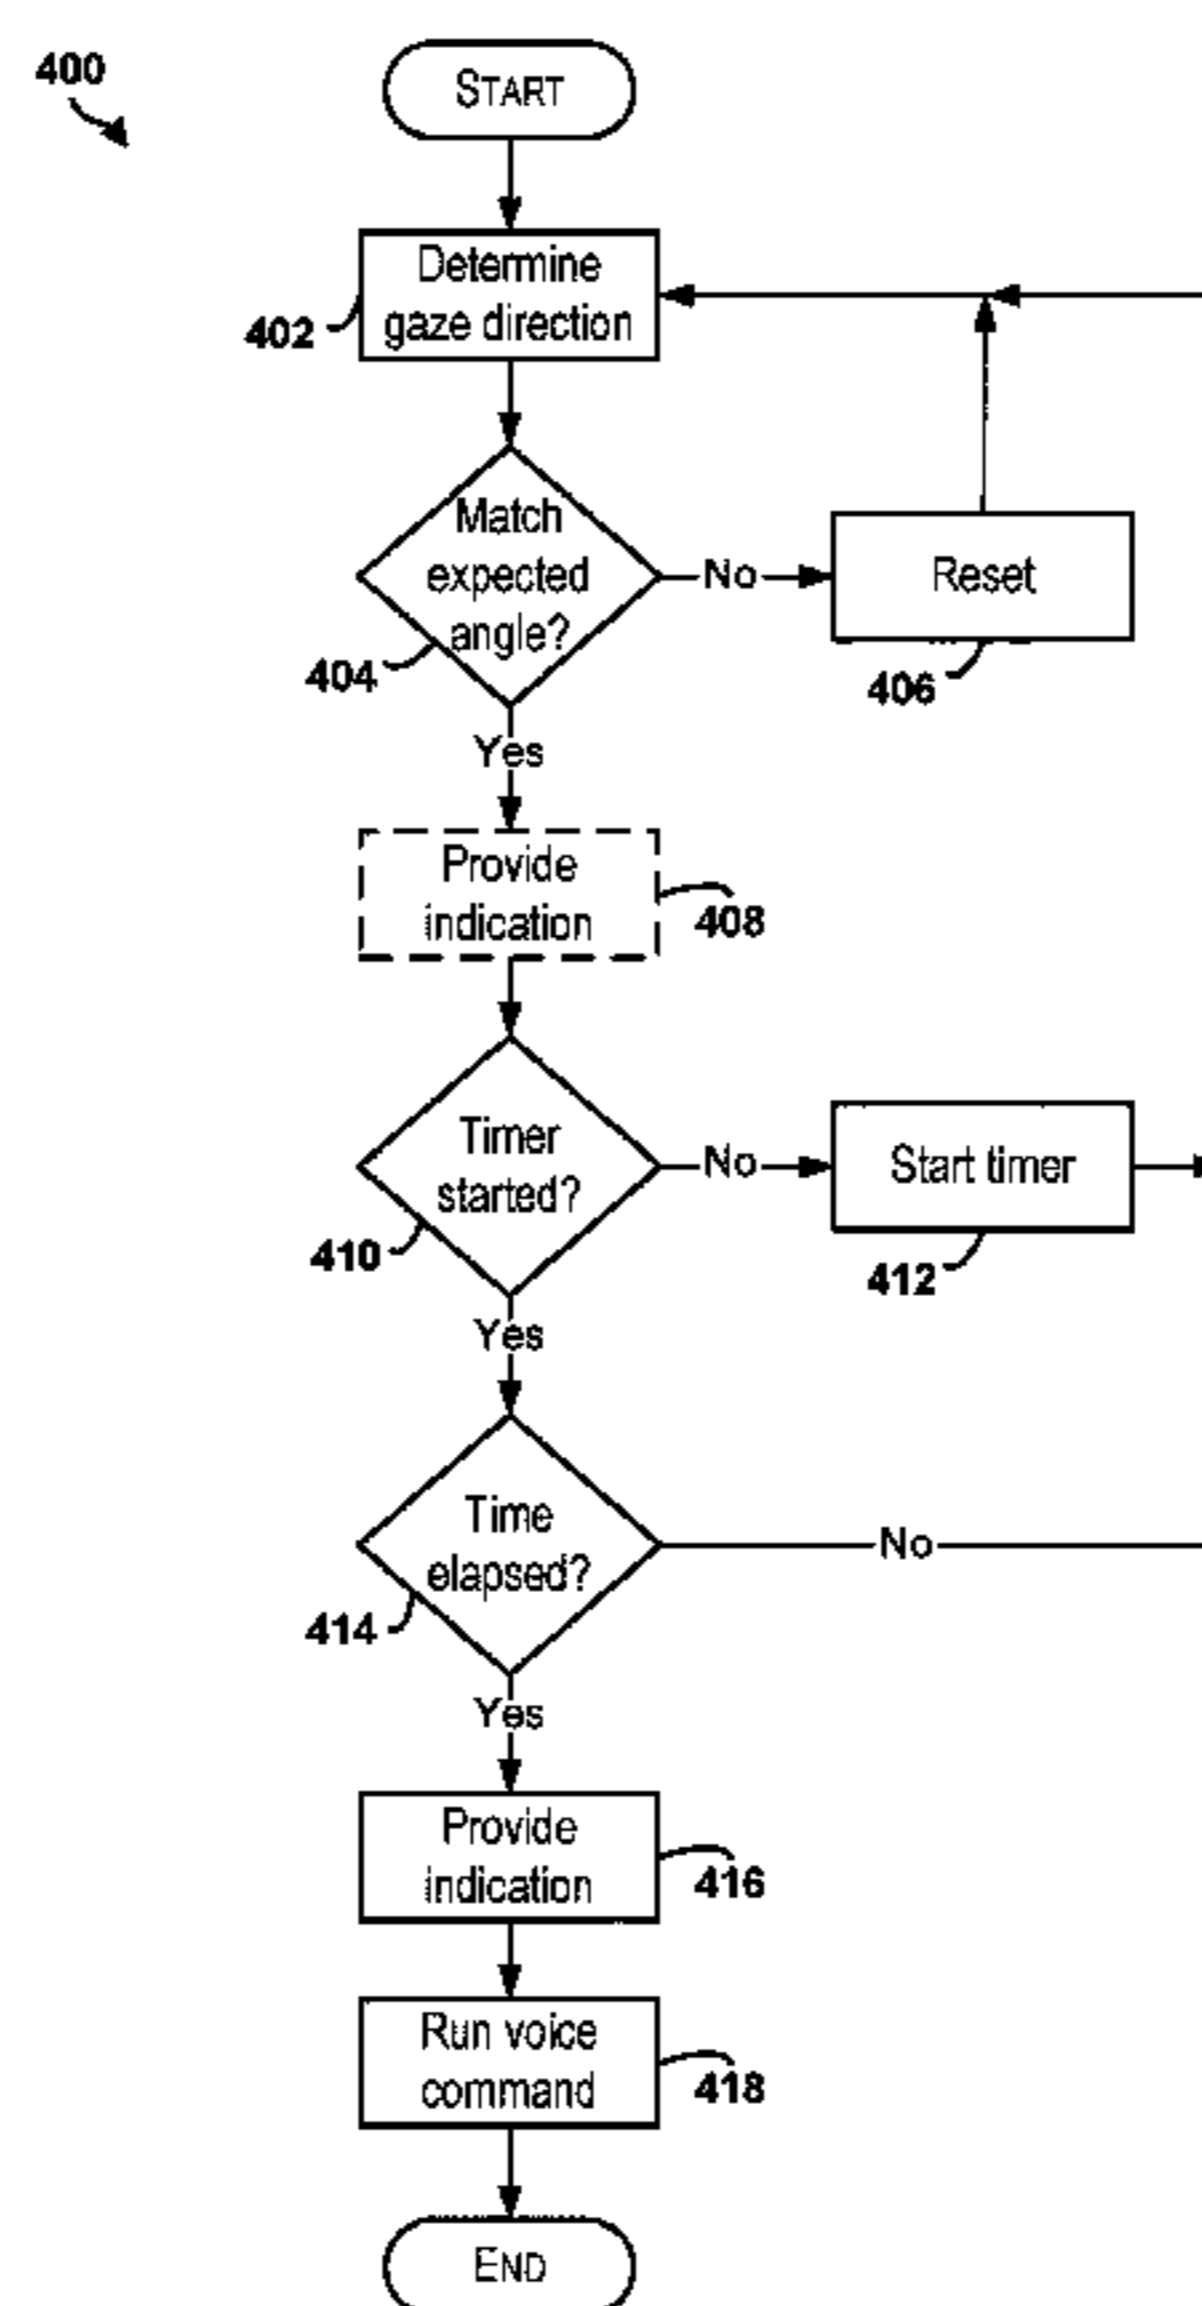 400
START
Determine
gaze direction
402
Match
expected
angle?
404
No
Reset
406
Yes
Provide
indication
408
Timer
started?
410
No
Start timer
412
Yes
Time
elapsed?
414
No
Yes
Provide
indication
416
Run voice
command
418
END